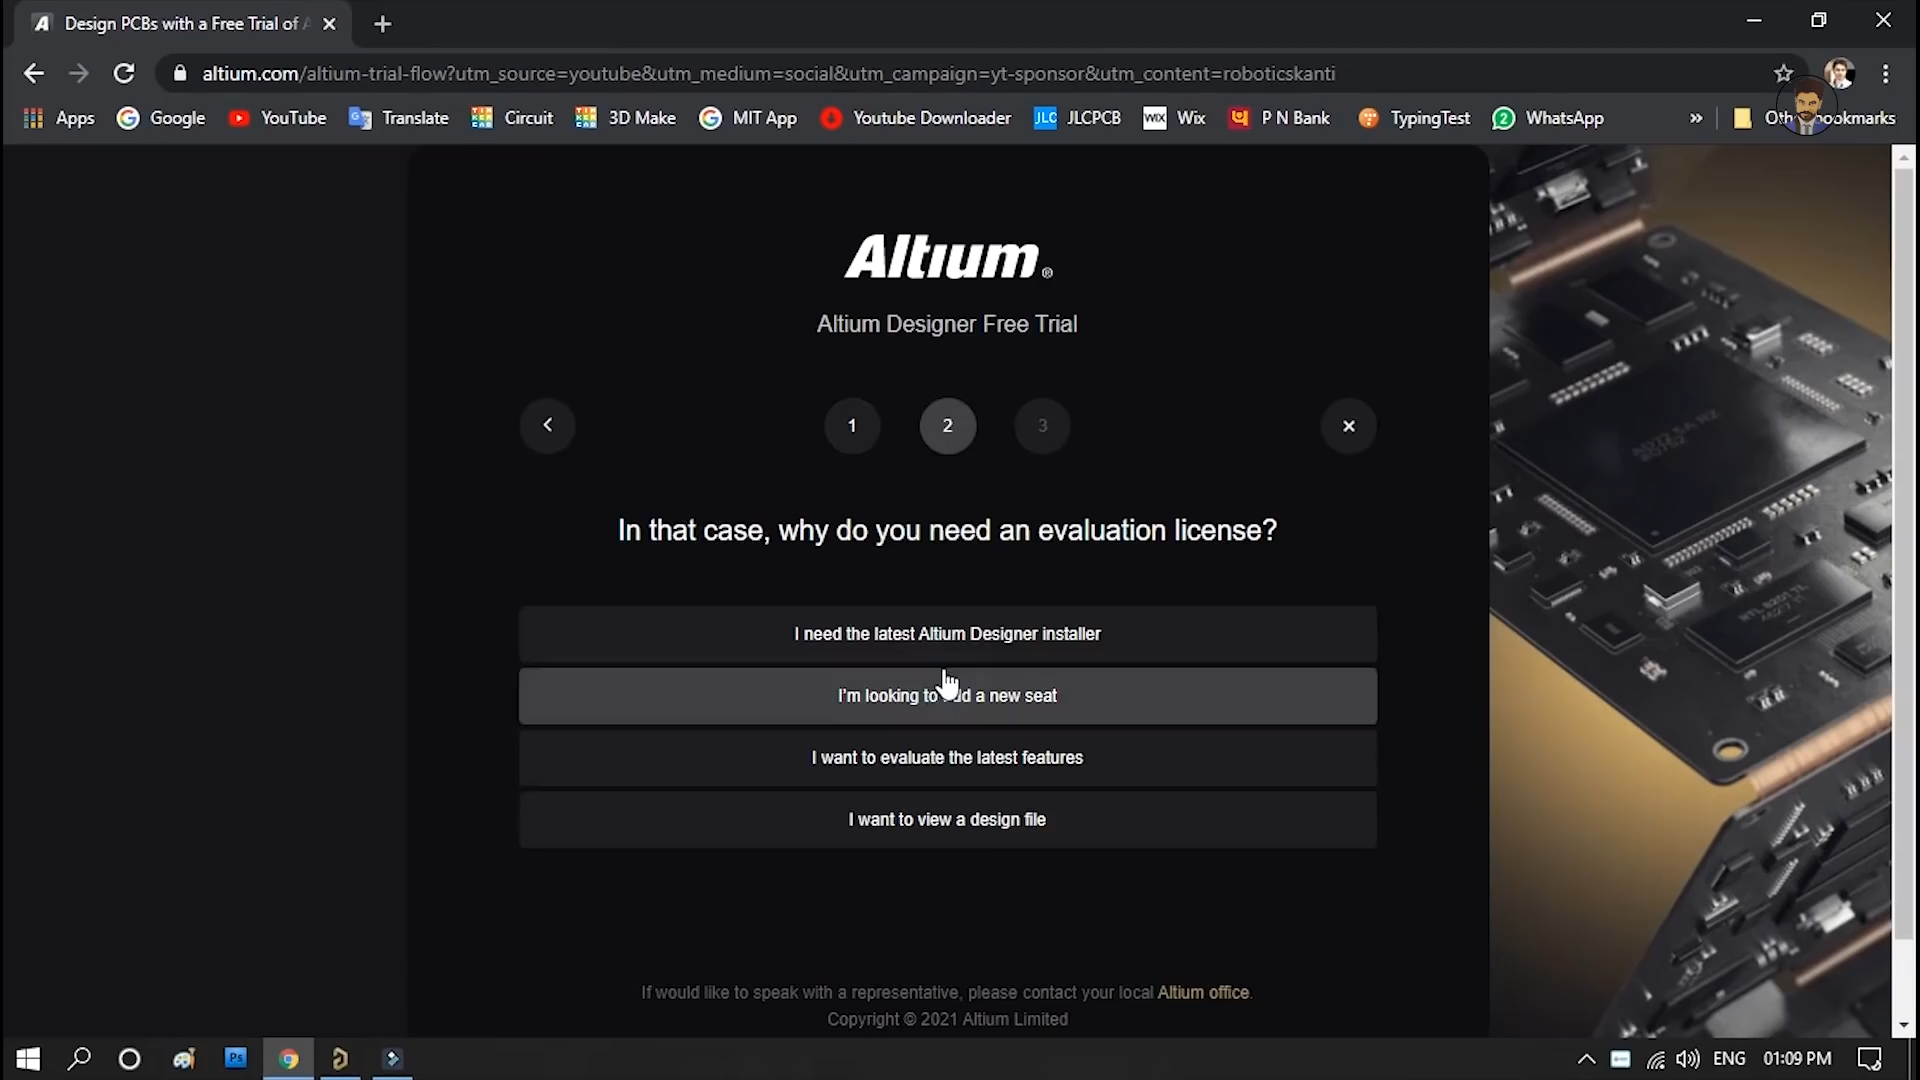 Design PCBs with a Free Trial of A
altium.com/altium-trial-flow?utm_source=youtube&utm_medium=social&utm_campaign=yt-sponsor&utm_content=roboticskanti
Apps Google YouTube Translate Circuit 3D Make MIT App Youtube Downloader JLC JLCPCB WIX Wix P N Bank TypingTest 2 WhatsApp » bookmarks
Altium®
Altium Designer Free Trial
1 2 3
In that case, why do you need an evaluation license?
I need the latest Altium Designer installer
I'm looking to a new seat
I want to evaluate the latest features
I want to view a design file
If would like to speak with a representative, please contact your local Altium office.
Copyright © 2021 Altium Limited
Ps ENG 01:09 PM